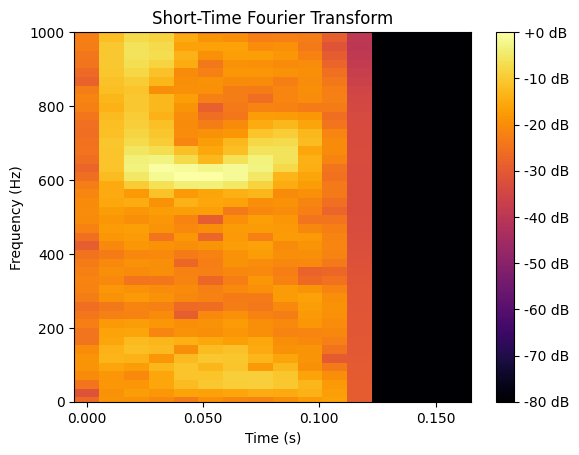 Short-Time Fourier Transform
1000
800
600
400
200
0
Frequency (Hz)
0.000
0.050
0.100
0.150
Time (s)
+0 dB
-10 dB
-20 dB
-30 dB
-40 dB
-50 dB
-60 dB
-70 dB
-80 dB